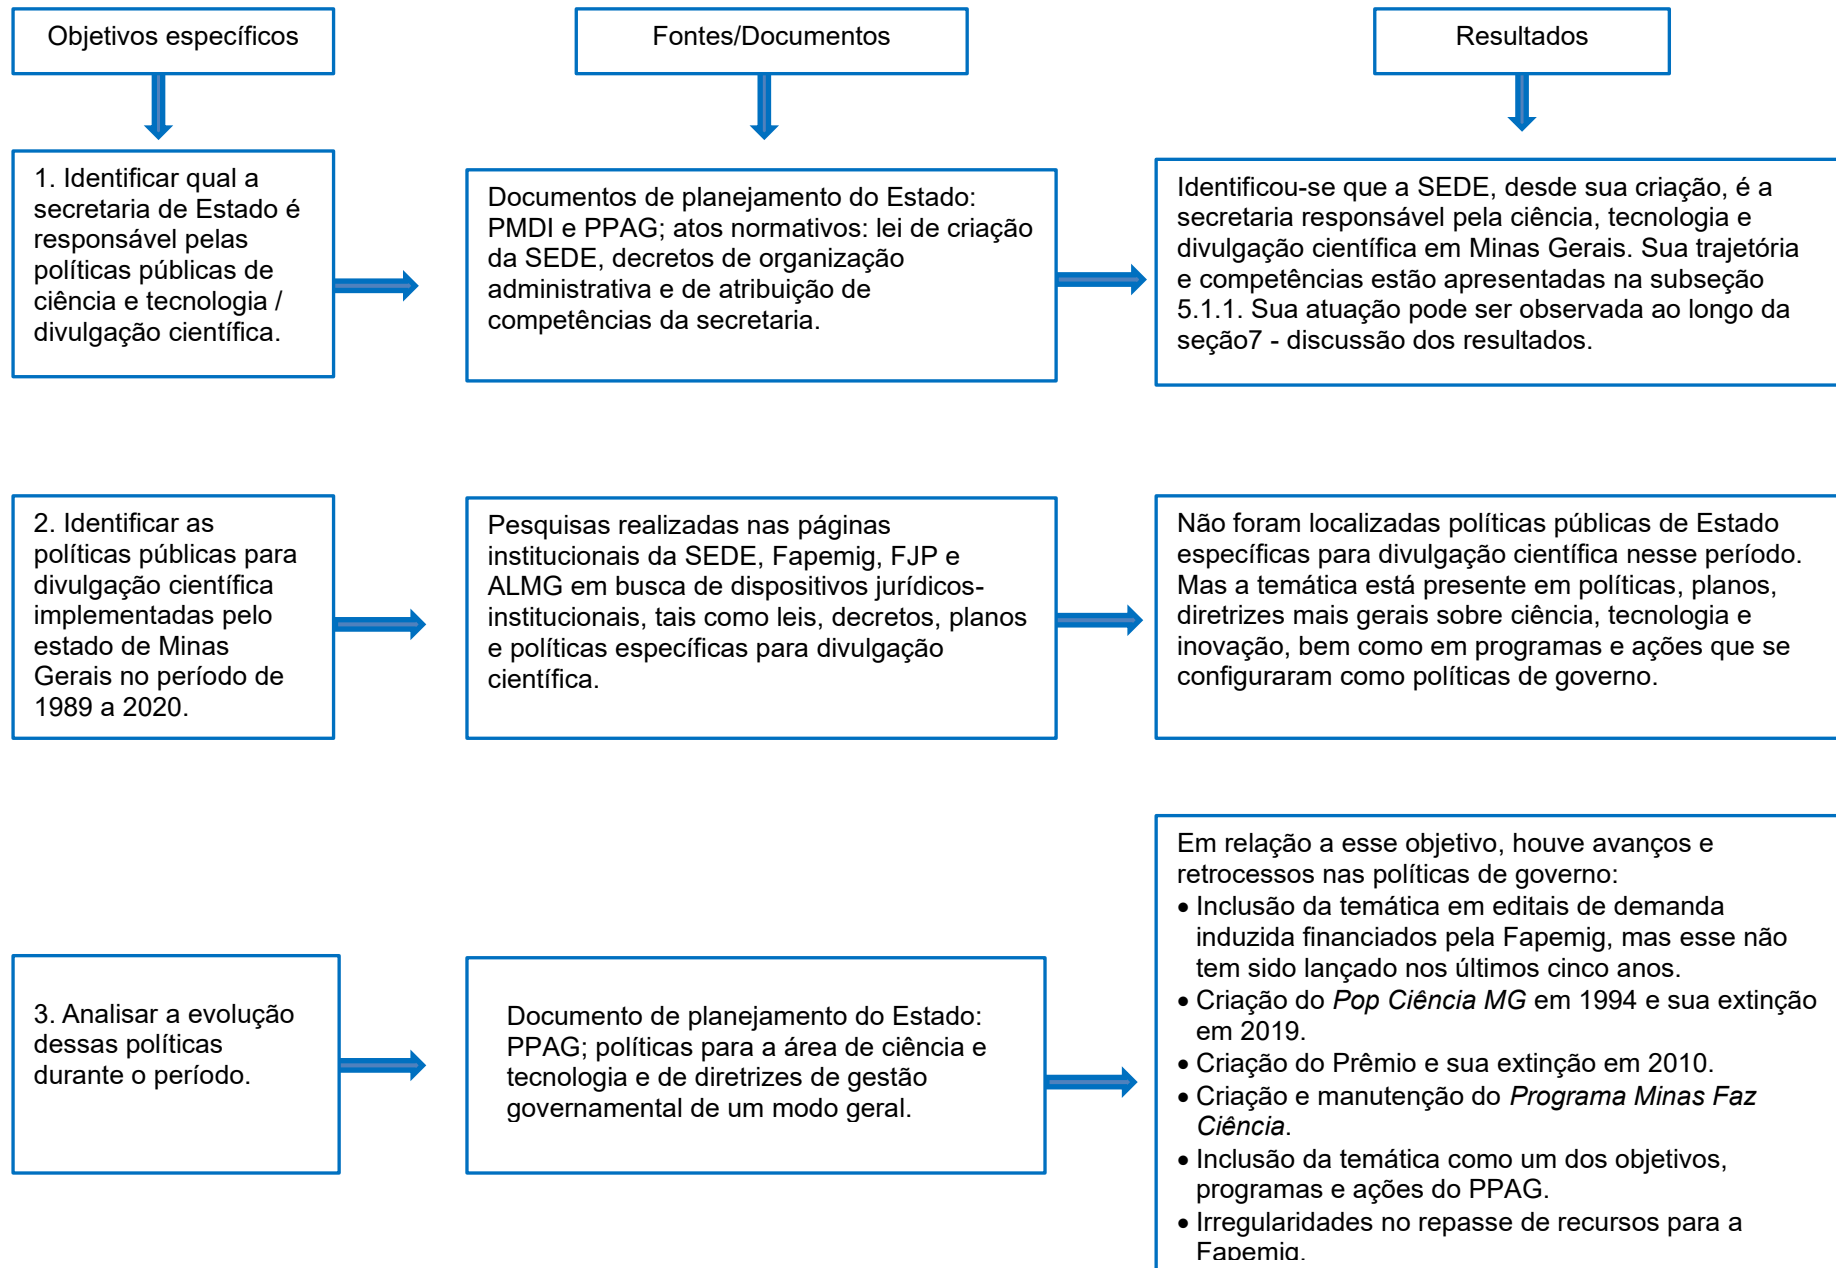 Objetivos específicos
Fontes/Documentos
Resultados
1. Identificar qual a
secretaria de Estado é
responsável pelas
políticas públicas de
ciência e tecnologia /
divulgação científica.
Documentos de planejamento do Estado:
PMDI e PPAG; atos normativos: lei de criação
da SEDE, decretos de organização
administrativa e de atribuição de
competências da secretaria.
Identificou-se que a SEDE, desde sua criação, é a
secretaria responsável pela ciência, tecnologia e
divulgação científica em Minas Gerais. Sua trajetória
e competências estão apresentadas na subseção
5.1.1. Sua atuação pode ser observada ao longo da
seção7 - discussão dos resultados.
2. Identificar as
políticas públicas para
divulgação científica
implementadas pelo
estado de Minas
Gerais no período de
1989 a 2020.
Pesquisas realizadas nas páginas
institucionais da SEDE, Fapemig, FJP e
ALMG em busca de dispositivos jurídicos-
institucionais, tais como leis, decretos, planos
e políticas específicas para divulgação
científica.
Não foram localizadas políticas públicas de Estado
específicas para divulgação científica nesse período.
Mas a temática está presente em políticas, planos,
diretrizes mais gerais sobre ciência, tecnologia e
inovação, bem como em programas e ações que se
configuraram como políticas de governo.
3. Analisar a evolução
dessas políticas
durante o período.
Documento de planejamento do Estado:
PPAG; políticas para a área de ciência e
tecnologia e de diretrizes de gestão
governamental de um modo geral.
Em relação a esse objetivo, houve avanços e
retrocessos nas políticas de governo:
• Inclusão da temática em editais de demanda
induzida financiados pela Fapemig, mas esse não
tem sido lançado nos últimos cinco anos.
• Criação do Pop Ciência MG em 1994 e sua extinção
em 2019.
• Criação do Prêmio e sua extinção em 2010.
• Criação e manutenção do Programa Minas Faz
Ciência.
• Inclusão da temática como um dos objetivos,
programas e ações do PPAG.
• Irregularidades no repasse de recursos para a
Fapemig.